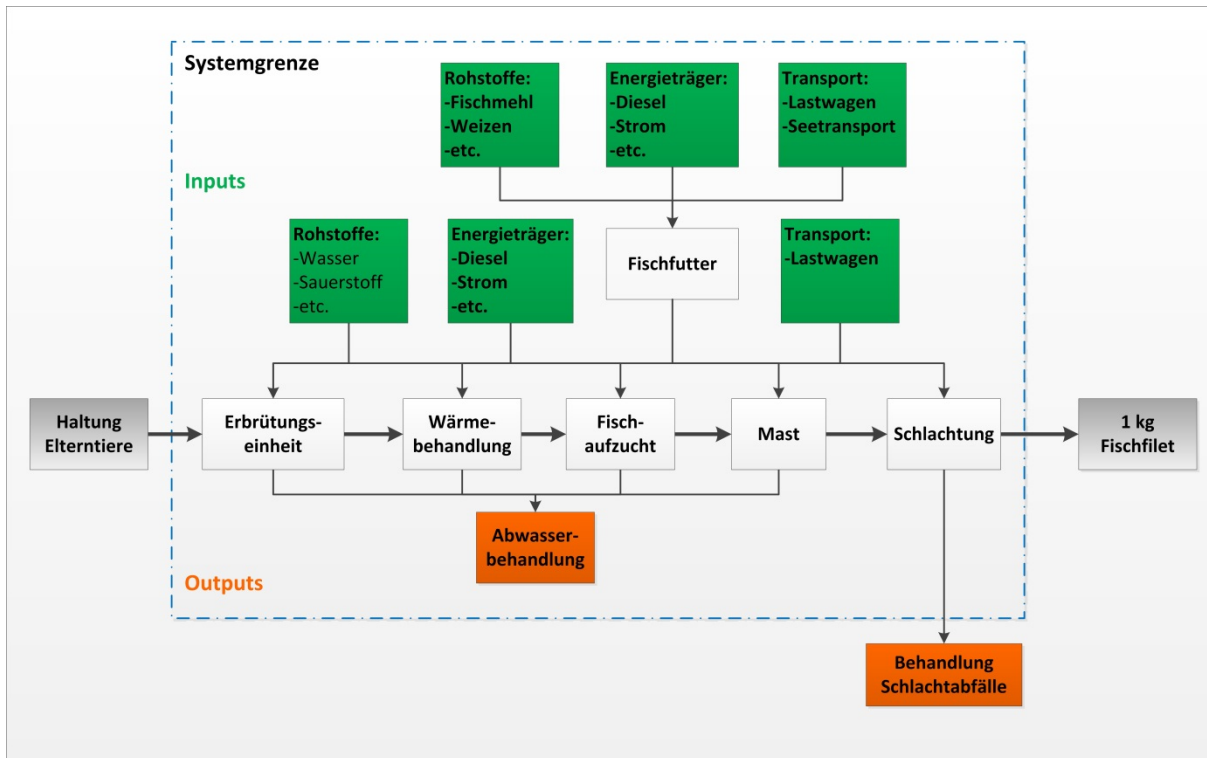 Systemgrenze
Rohstoffe:
-Fischmehl
-Weizen
-etc.
Energieträger:
-Diesel
-Strom
-etc.
Transport:
-Lastwagen
-Seetransport
Inputs
Rohstoffe:
-Wasser
-Sauerstoff
-etc.
Energieträger:
-Diesel
-Strom
-etc.
Fischfutter
Transport:
-Lastwagen
Haltung
Elterntiere
Erbrütungs-
einheit
Wärme-
behandlung
Fisch-
aufzucht
Mast
Schlachtung
1 kg
Fischfilet
Abwasser-
behandlung
Outputs
Behandlung
Schlachtabfälle